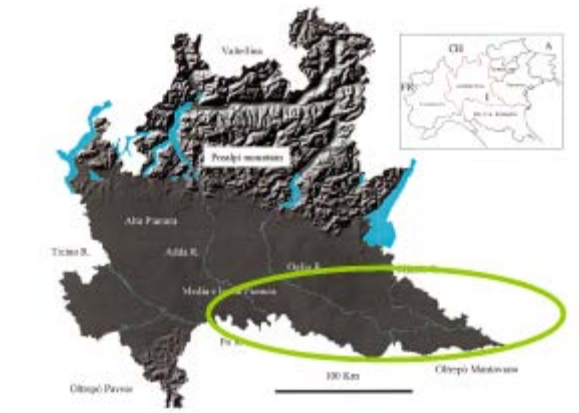 Valtellina
CH
A
FR
I
Prealpi mountain
Alta Pianura
Ticino R.
Adda R.
Oglio R.
Media e Bassa Pianura
Po R.
100 Km
Oltrepò Mantovano
Oltrepò Pavese